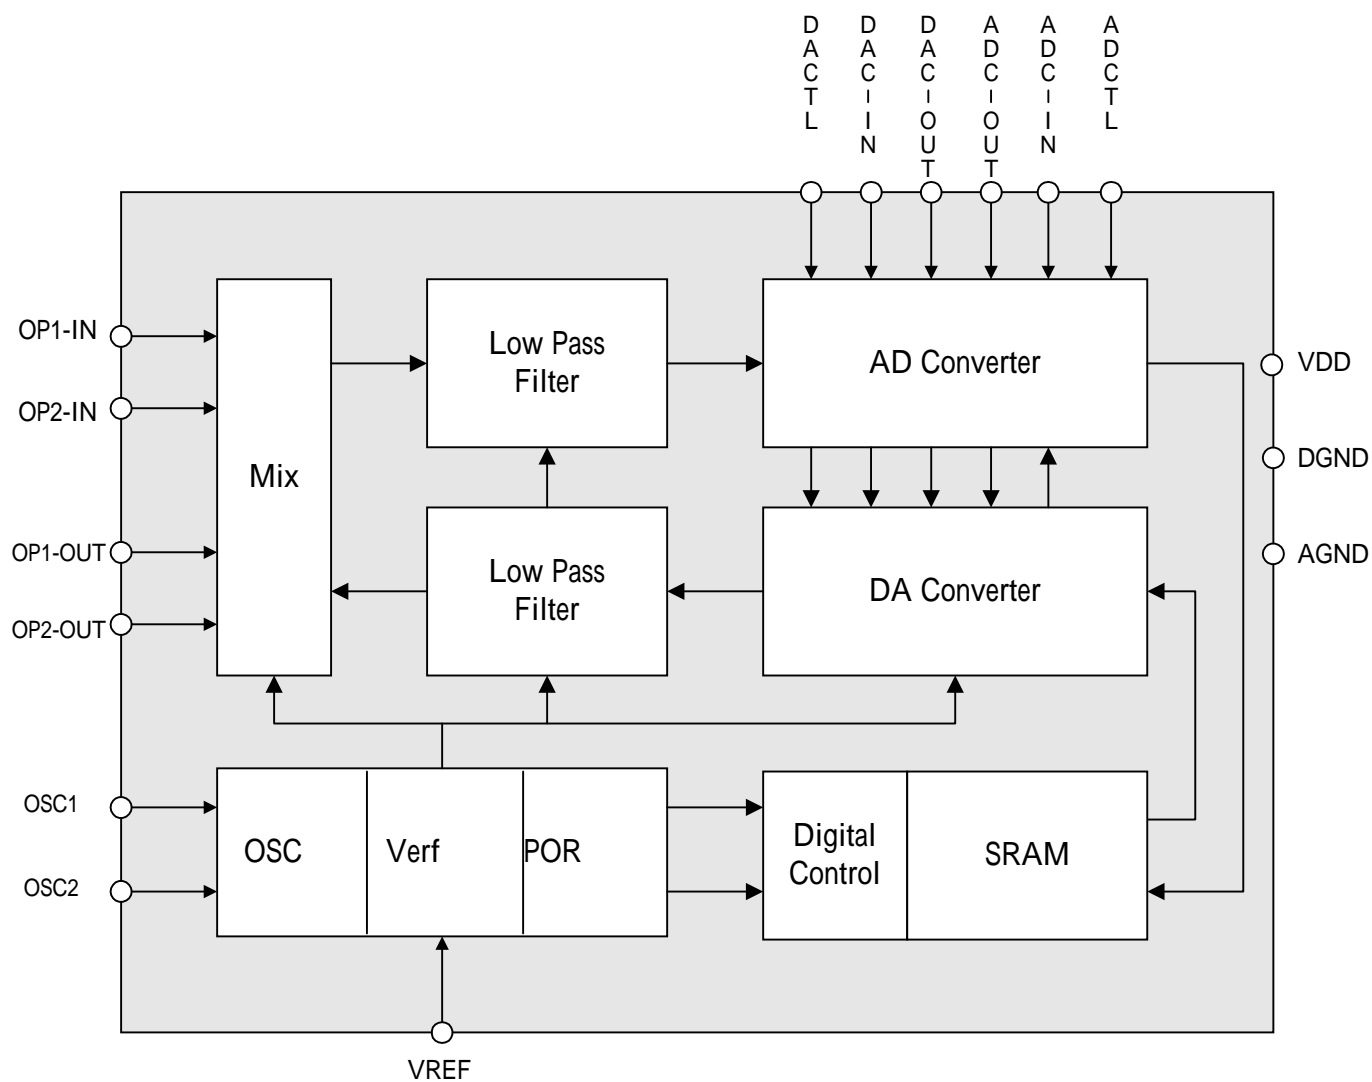 DACTL
DAC-IN
DAC-OUT
ADC-OUT
ADC-IN
ADCTL
OP1-IN
OP2-IN
OP1-OUT
OP2-OUT
OSC1
OSC2
Mix
Low Pass
Filter
AD Converter
Low Pass
Filter
DA Converter
OSC
Verf
POR
Digital
Control
SRAM
VDD
DGND
AGND
VREF